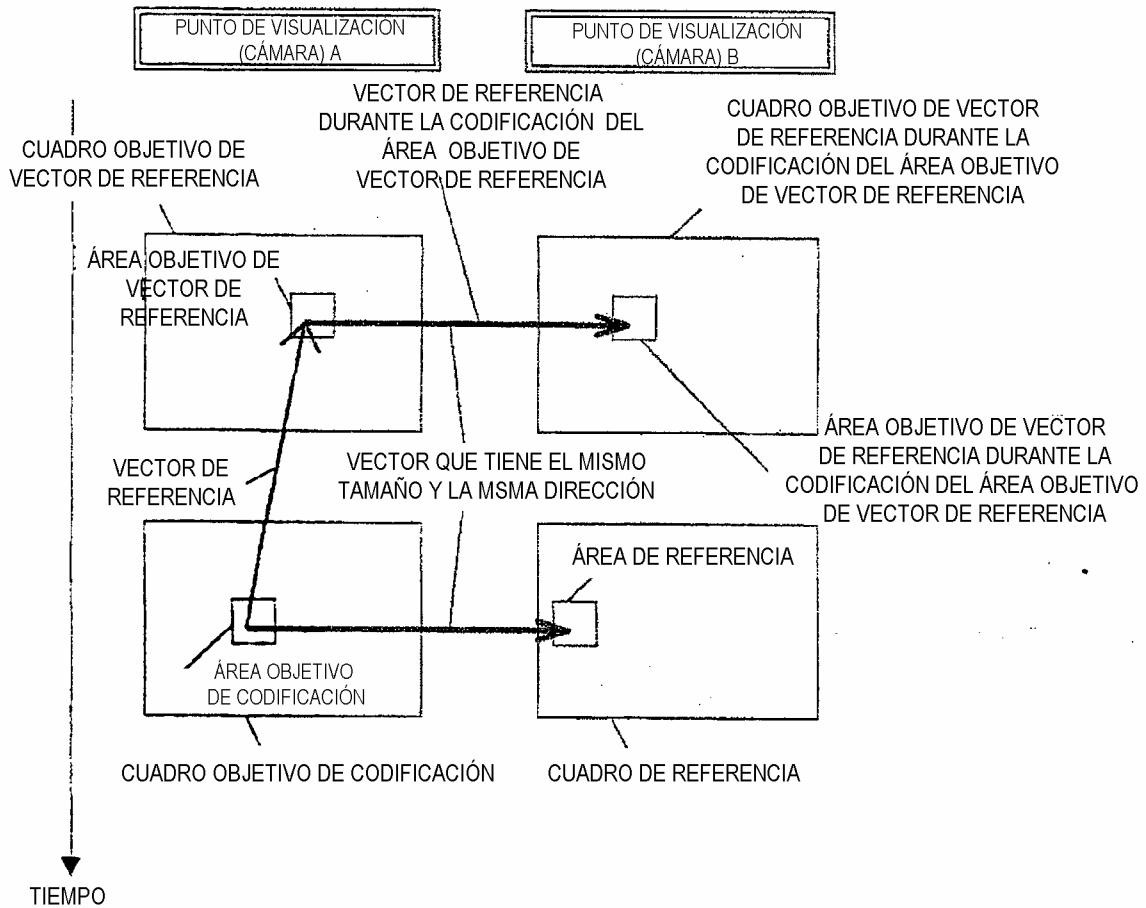 PUNTO DE VISUALIZACIÓN
(CÁMARA) A
PUNTO DE VISUALIZACIÓN
(CÁMARA) B
VECTOR DE REFERENCIA
DURANTE LA CODIFICACIÓN DEL
ÁREA OBJETIVO DE
VECTOR DE REFERENCIA
CUADRO OBJETIVO DE VECTOR
DE REFERENCIA DURANTE LA
CODIFICACIÓN DEL ÁREA OBJETIVO
DE VECTOR DE REFERENCIA
CUADRO OBJETIVO DE
VECTOR DE REFERENCIA
ÁREA OBJETIVO DE
VECTOR DE
REFERENCIA
ÁREA OBJETIVO DE VECTOR
DE REFERENCIA DURANTE LA
CODIFICACIÓN DEL ÁREA OBJETIVO
DE VECTOR DE REFERENCIA
VECTOR DE
REFERENCIA
VECTOR QUE TIENE EL MISMO
TAMAÑO Y LA MSMA DIRECCIÓN
ÁREA DE REFERENCIA
ÁREA OBJETIVO
DE CODIFICACIÓN
CUADRO OBJETIVO DE CODIFICACIÓN
CUADRO DE REFERENCIA
TIEMPO